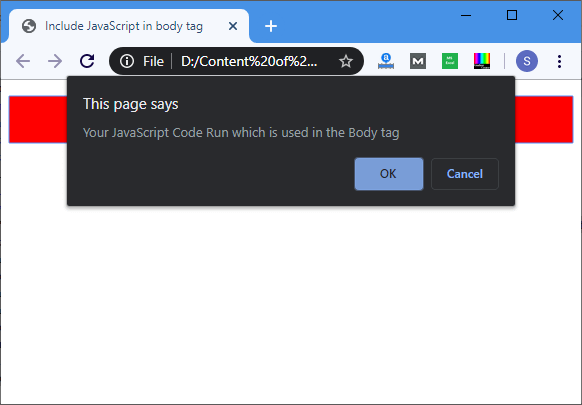 Include JavaScript in body tag
File
D:/Content%20of%2...
S
This page says
Your JavaScript Code Run which is used in the Body tag
OK
Cancel